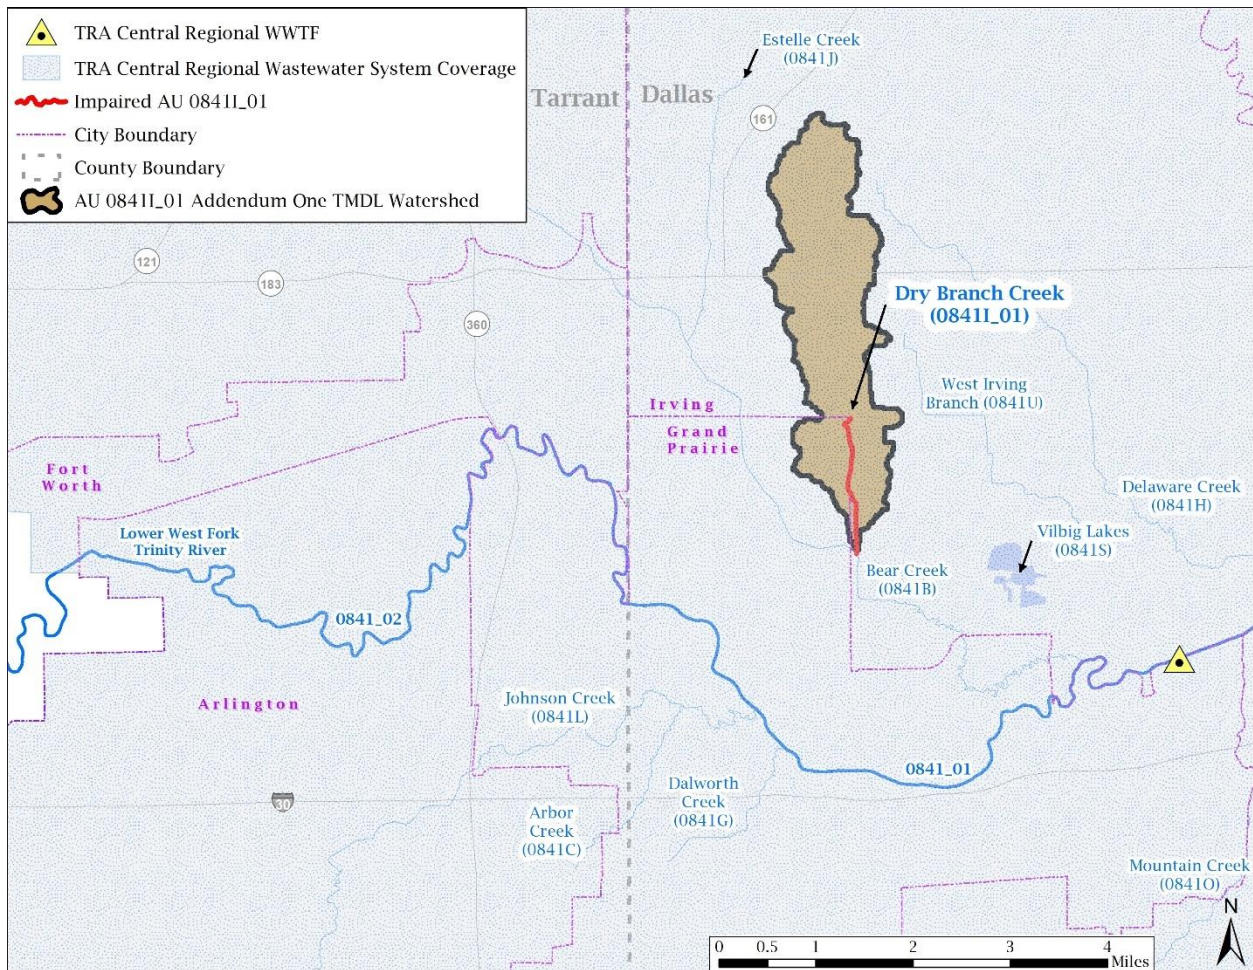 TRA Central Regional WWTF
TRA Central Regional Wastewater System Coverage
Impaired AU 0841I_01
City Boundary
County Boundary
AU 0841I_01 Addendum One TMDL Watershed
Estelle Creek
(0841J)
Tarrant
Dallas
161
121
183
360
Dry Branch Creek
(0841I_01)
West Irving
Branch (0841U)
Irving
Grand
Prairie
Fort
Worth
Delaware Creek
(0841H)
Lower West Fork
Trinity River
Vilbig Lakes
(0841S)
Bear Creek
(0841B)
0841_02
Arlington
Johnson Creek
(0841L)
0841_01
30
Dalworth
Creek
(0841G)
Arbor
Creek
(0841C)
Mountain Creek
(0841O)
N
0 0.5 1 2 3 4
Miles